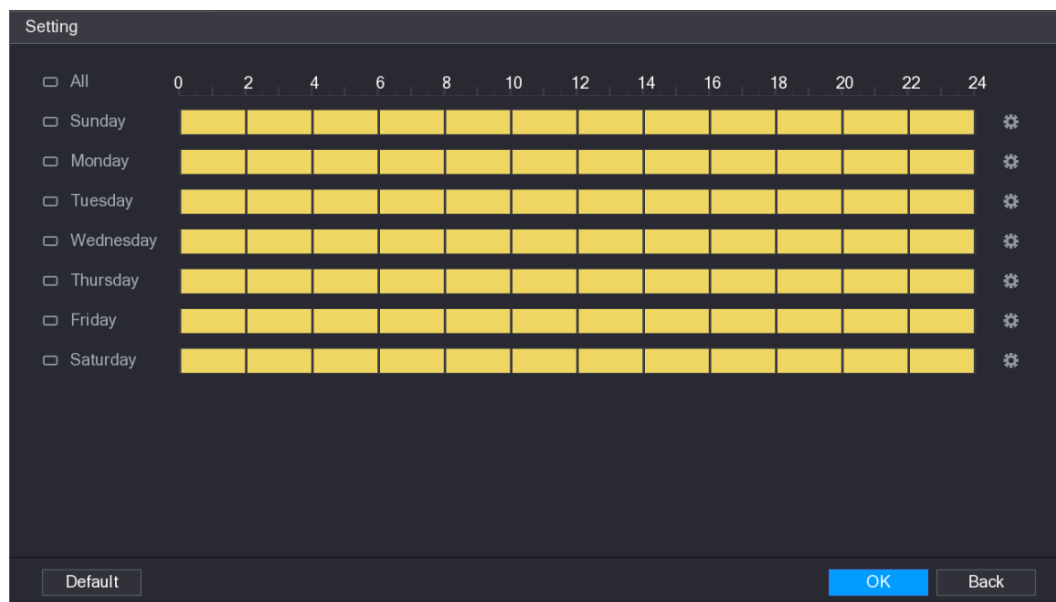 Setting
All 0 2 4 6 8 10 12 14 16 18 20 22 24
Sunday
Monday
Tuesday
Wednesday
Thursday
Friday
Saturday
Default OK Back